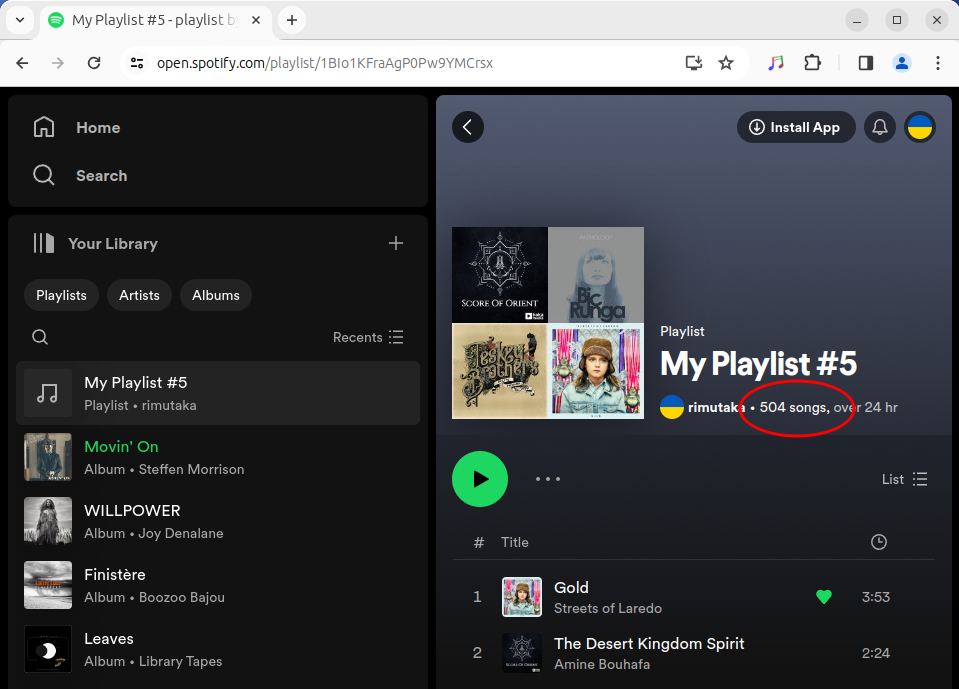 My Playlist #5 - playlist b
open.spotify.com/playlist/1BIo1KFraAgP0Pw9YMCrsx
Home
Search
Your Library
Playlists
Artists
Albums
Recents
My Playlist #5
Playlist • rimutaka
Movin' On
Album • Steffen Morrison
WILLPOWER
Album • Joy Denalane
Finistère
Album • Boozoo Bajou
Leaves
Album • Library Tapes
Install App
SCORE OF ORIENT
ANTHOLOGY
Bic
Runga
Teskey
Brothers
Playlist
My Playlist #5
rimutaka • 504 songs, over 24 hr
List
# Title
1 Gold 3:53
Streets of Laredo
2 The Desert Kingdom Spirit 2:24
Amine Bouhafa